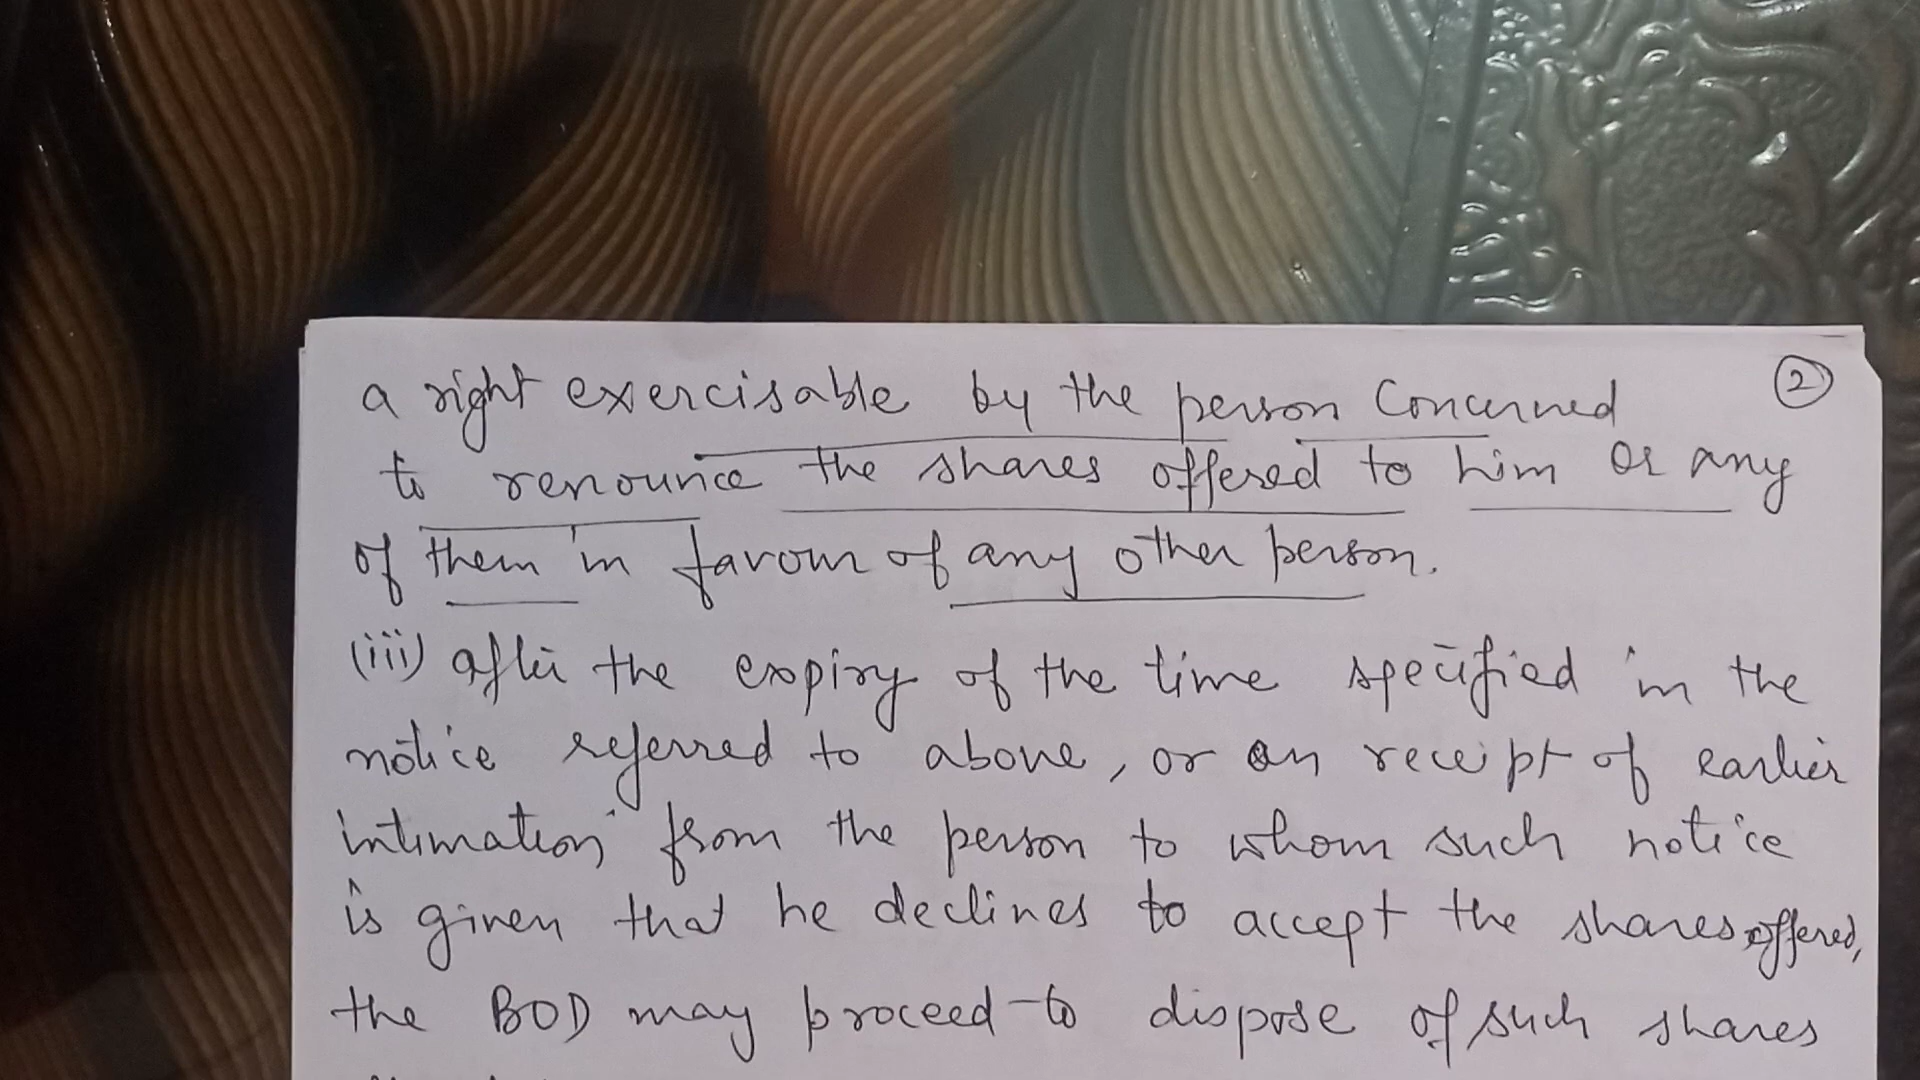 ②
a right exercisable by the person Concerned
to renounce the shares offered to him or any
of them in favour of any other person.
(iii) after the expiry of the time specified in the
notice referred to above, or on receipt of earlier
intimation from the person to whom such notice
is given that he declines to accept the shares offered,
the BOD may proceed to dispose of such shares